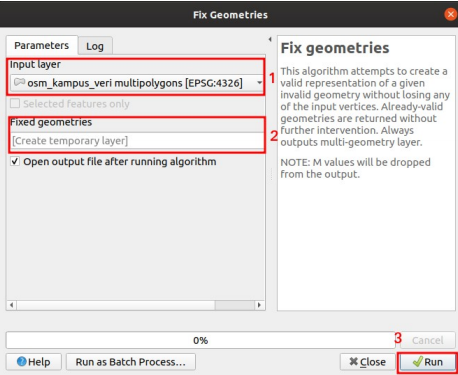 Fix Geometries
Parameters Log
Input layer
osm_kampus_veri multipolygons [EPSG:4326]
1
Selected features only
Fixed geometries
[Create temporary layer]
2
Open output file after running algorithm
Fix geometries
This algorithm attempts to create a
valid representation of a given
invalid geometry without losing any
of the input vertices. Already-valid
geometries are returned without
further intervention. Always
outputs multi-geometry layer.
NOTE: M values will be dropped
from the output.
0%
3
Cancel
Help Run as Batch Process... Close Run